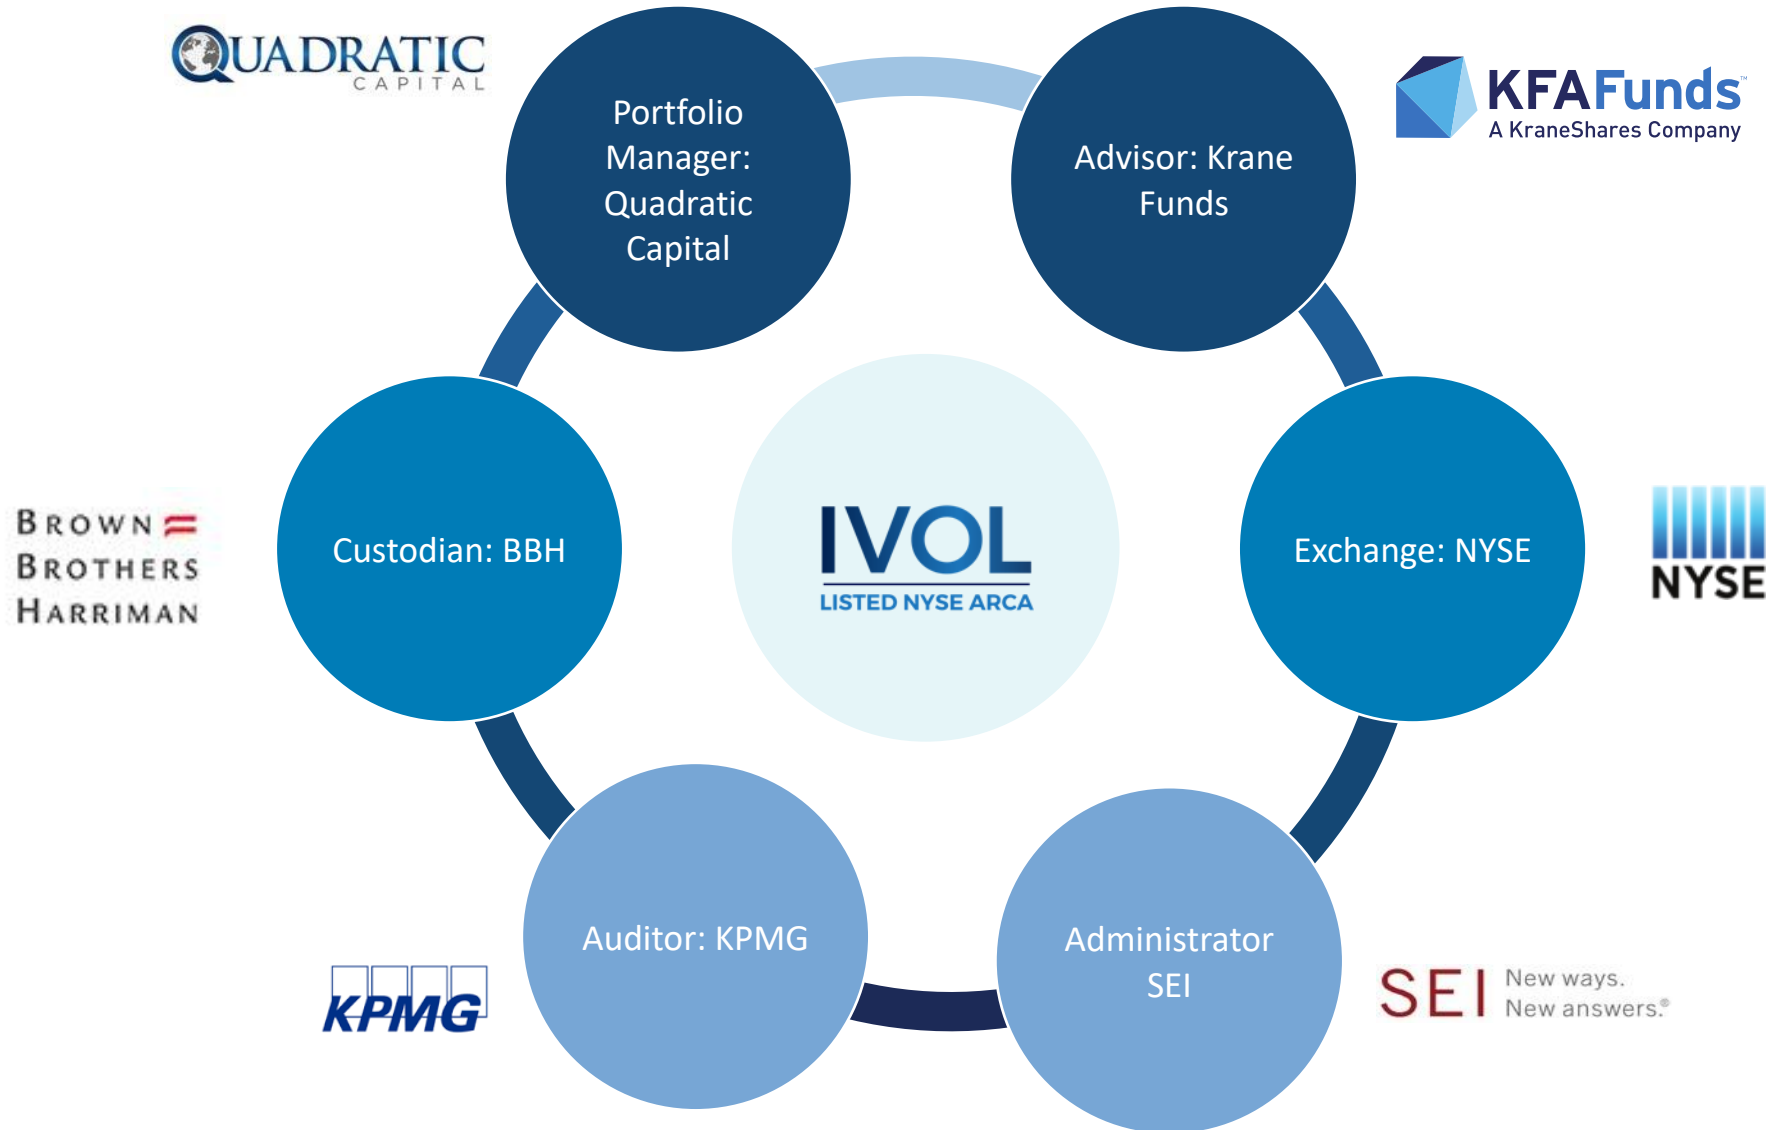 QUADRATIC
CAPITAL
Portfolio
Manager:
Quadratic
Capital
Advisor: Krane
Funds
KFAFunds™
A KraneShares Company
BROWN
BROTHERS
HARRIMAN
Custodian: BBH
IVOL
LISTED NYSE ARCA
Exchange: NYSE
NYSE
Auditor: KPMG
KPMG
Administrator
SEI
SEI
New ways.
New answers.®